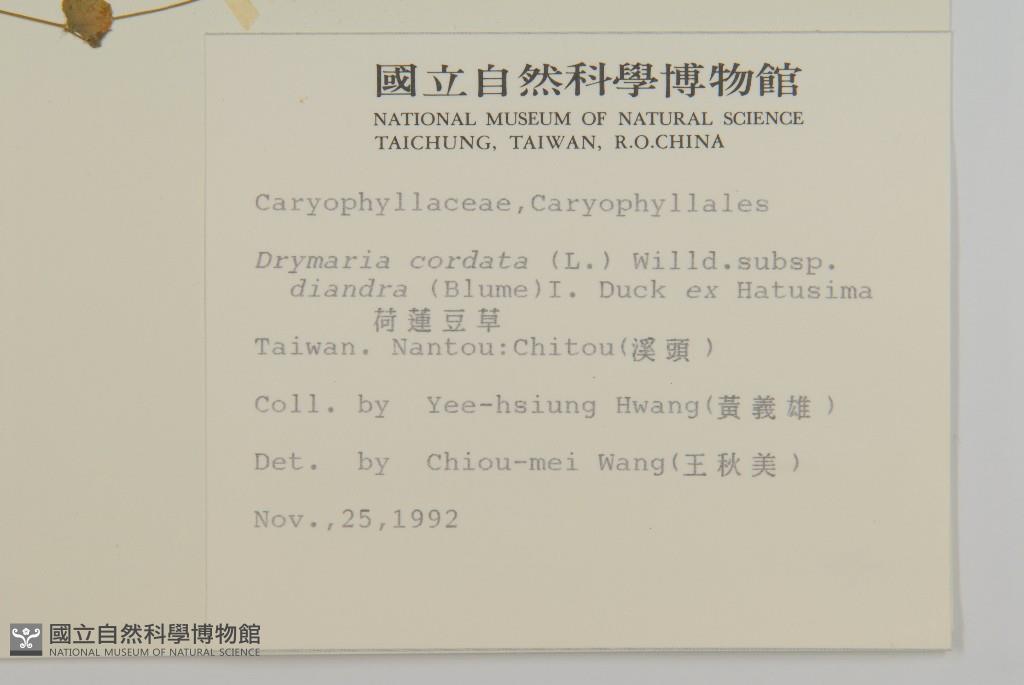 國立自然科學博物館
NATIONAL MUSEUM OF NATURAL SCIENCE
TAICHUNG, TAIWAN, R.O.CHINA
Caryophyllaceae,Caryophyllales
Drymaria cordata (L.) Willd.subsp.
diandra (Blume)I. Duck ex Hatusima
荷蓮豆草
Taiwan. Nantou:Chitou(溪頭)
Coll. by Yee-hsiung Hwang(黃義雄)
Det. by Chiou-mei Wang(王秋美)
Nov.,25,1992
國立自然科學博物館
NATIONAL MUSEUM OF NATURAL SCIENCE